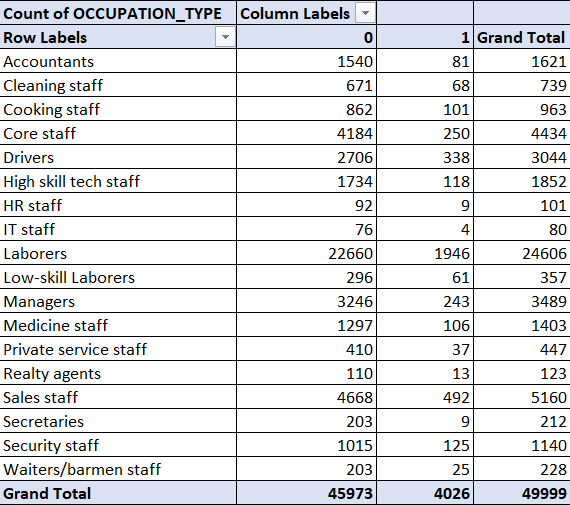 Count of OCCUPATION_TYPE Column Labels
Row Labels 0 1 Grand Total
Accountants 1540 81 1621
Cleaning staff 671 68 739
Cooking staff 862 101 963
Core staff 4184 250 4434
Drivers 2706 338 3044
High skill tech staff 1734 118 1852
HR staff 92 9 101
IT staff 76 4 80
Laborers 22660 1946 24606
Low-skill Laborers 296 61 357
Managers 3246 243 3489
Medicine staff 1297 106 1403
Private service staff 410 37 447
Realty agents 110 13 123
Sales staff 4668 492 5160
Secretaries 203 9 212
Security staff 1015 125 1140
Waiters/barmen staff 203 25 228
Grand Total 45973 4026 49999